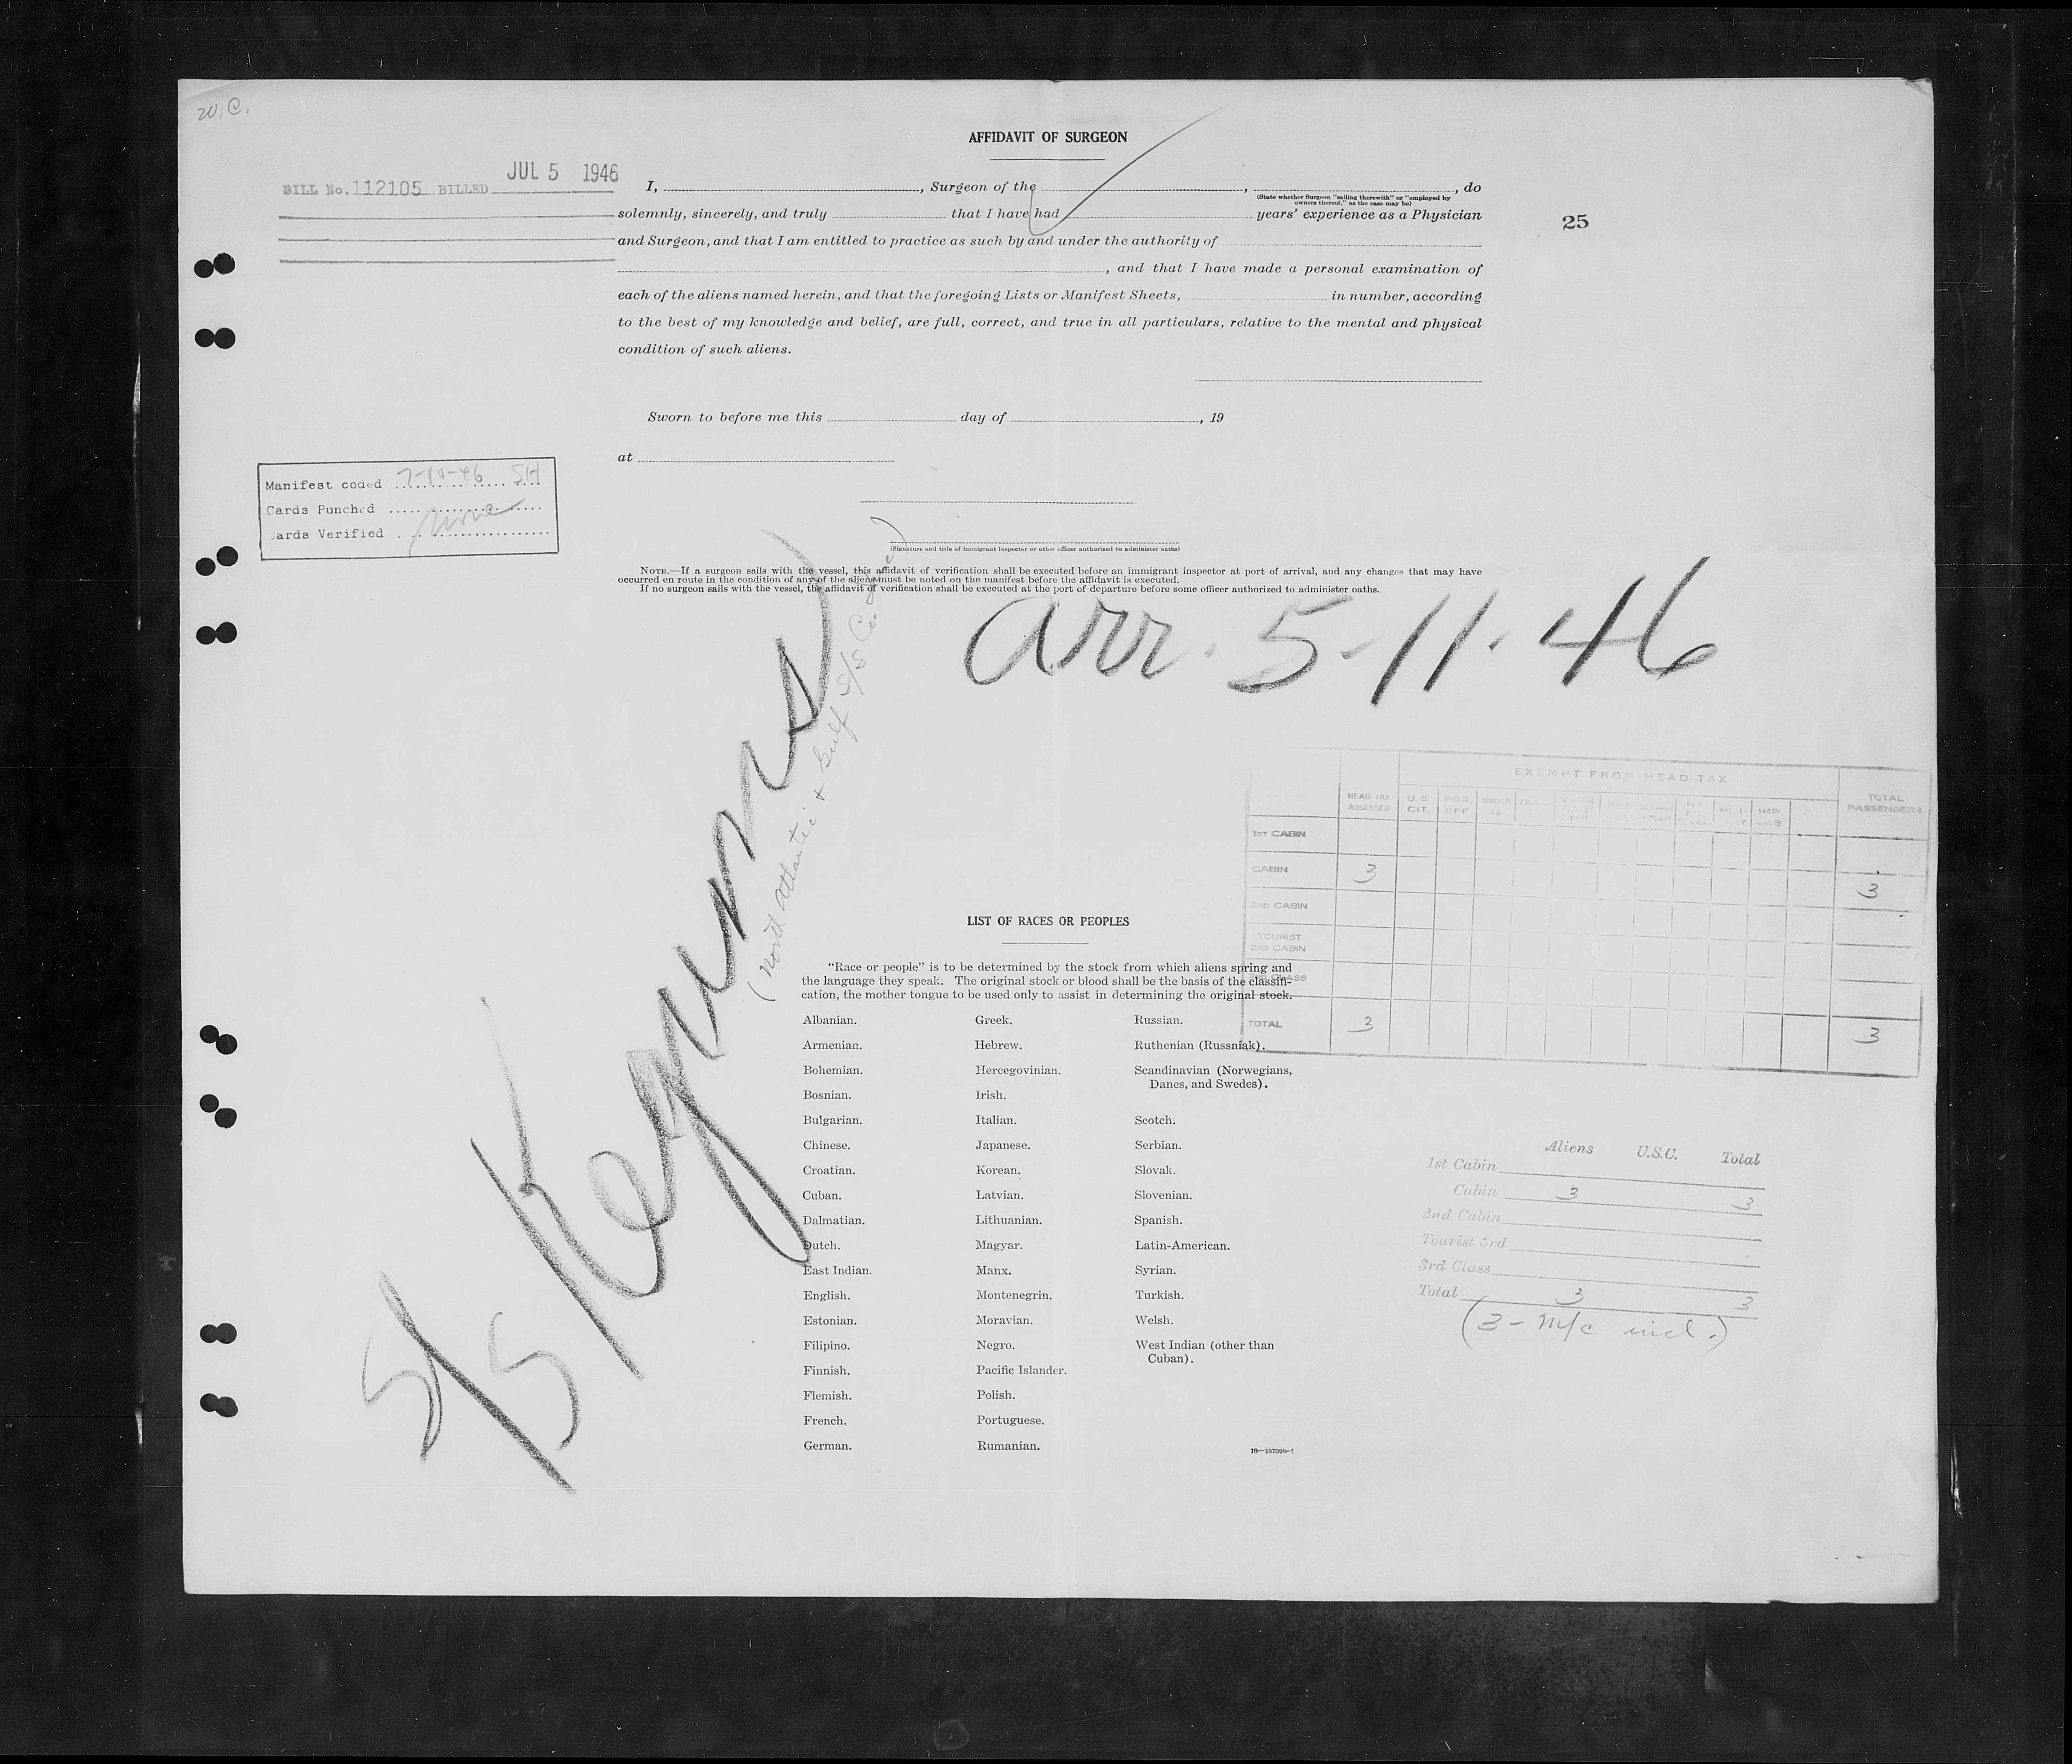 W. C.
AFFIDAVIT OF SURGEON
BILL No. 112105 BILLED JUL 5 1946
I, , Surgeon of the , , do
(State whether Surgeon "sailing therewith" or "employed by
owners thereof," as the case may be)
solemnly, sincerely, and truly that I have had years' experience as a Physician
25
and Surgeon, and that I am entitled to practice as such by and under the authority of
, and that I have made a personal examination of
each of the aliens named herein, and that the foregoing Lists or Manifest Sheets, in number, according
to the best of my knowledge and belief, are full, correct, and true in all particulars, relative to the mental and physical
condition of such aliens.
Sworn to before me this day of , 19
at
Manifest coded SH
Cards Punched
ards Verified
(Signature and title of immigrant inspector or other officer authorized to administer oaths)
NOTE.—If a surgeon sails with the vessel, this affidavit of verification shall be executed before an immigrant inspector at port of arrival, and any changes that may have
occurred en route in the condition of any of the aliens must be noted on the manifest before the affidavit is executed.
If no surgeon sails with the vessel, the affidavit of verification shall be executed at the port of departure before some officer authorized to administer oaths.
arr. 5-11-46
S/S
(North Atlantic & Gulf S/S Co.
EXEMPT FROM HEAD TAX
HEAD TAX ASSESSED U.S. CIT. FOR OFF UNDER 16 TOTAL PASSENGERS
1ST CABIN
CABIN 3 3
2ND CABIN
TOURIST
2ND CABIN
CLASS
TOTAL 3 3
LIST OF RACES OR PEOPLES
"Race or people" is to be determined by the stock from which aliens spring and
the language they speak. The original stock or blood shall be the basis of the classifi-
cation, the mother tongue to be used only to assist in determining the original stock.
Albanian. Greek. Russian.
Armenian. Hebrew. Ruthenian (Russniak).
Bohemian. Hercegovinian. Scandinavian (Norwegians,
Danes, and Swedes).
Bosnian. Irish.
Bulgarian. Italian. Scotch.
Chinese. Japanese. Serbian.
Croatian. Korean. Slovak.
Cuban. Latvian. Slovenian.
Dalmatian. Lithuanian. Spanish.
Dutch. Magyar. Latin-American.
East Indian. Manx. Syrian.
English. Montenegrin. Turkish.
Estonian. Moravian. Welsh.
Filipino. Negro. West Indian (other than
Cuban).
Finnish. Pacific Islander.
Flemish. Polish.
French. Portuguese.
German. Rumanian.
Aliens U.S.C. Total
1st Cabin
Cabin 3 3
2nd Cabin
Tourist 3rd
3rd Class
Total 3 3
(3 - M/c incl.)